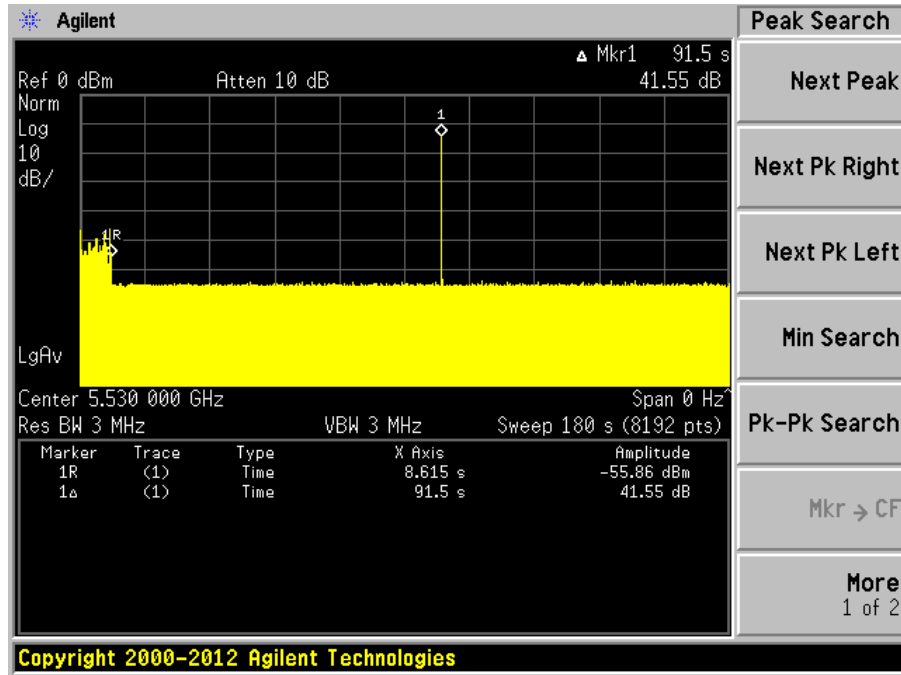 Agilent
Peak Search
Δ Mkr1 91.5 s
Ref 0 dBm Atten 10 dB 41.55 dB
Norm
Log
10
dB/
1
1R
LgAv
Center 5.530 000 GHz Span 0 Hz^
Res BW 3 MHz VBW 3 MHz Sweep 180 s (8192 pts)
Marker Trace Type X Axis Amplitude
1R (1) Time 8.615 s -55.86 dBm
1Δ (1) Time 91.5 s 41.55 dB
Next Peak
Next Pk Right
Next Pk Left
Min Search
Pk-Pk Search
Mkr → CF
More
1 of 2
Copyright 2000-2012 Agilent Technologies